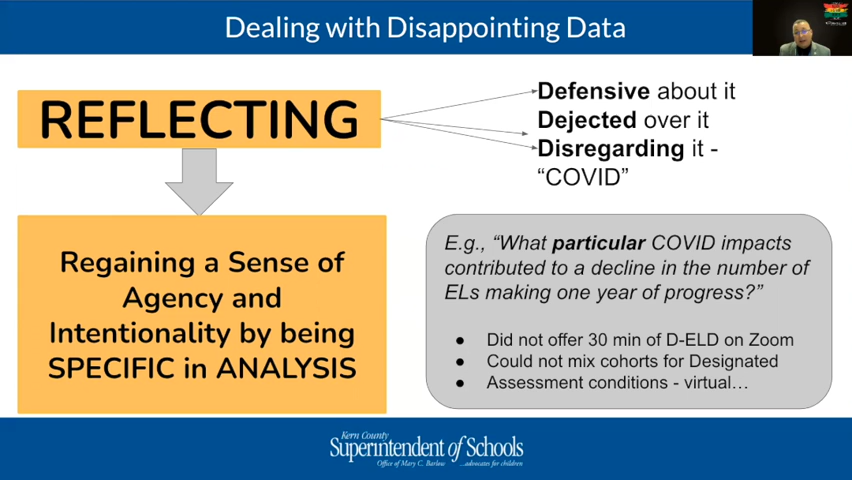 Dealing with Disappointing Data
REFLECTING
Defensive about it
Dejected over it
Disregarding it -
“COVID”
Regaining a Sense of
Agency and
Intentionality by being
SPECIFIC in ANALYSIS
E.g., “What particular COVID impacts
contributed to a decline in the number of
ELs making one year of progress?”
● Did not offer 30 min of D-ELD on Zoom
● Could not mix cohorts for Designated
● Assessment conditions - virtual…
Kern County
Superintendent of Schools
Office of Mary C. Barlow ...advocates for children